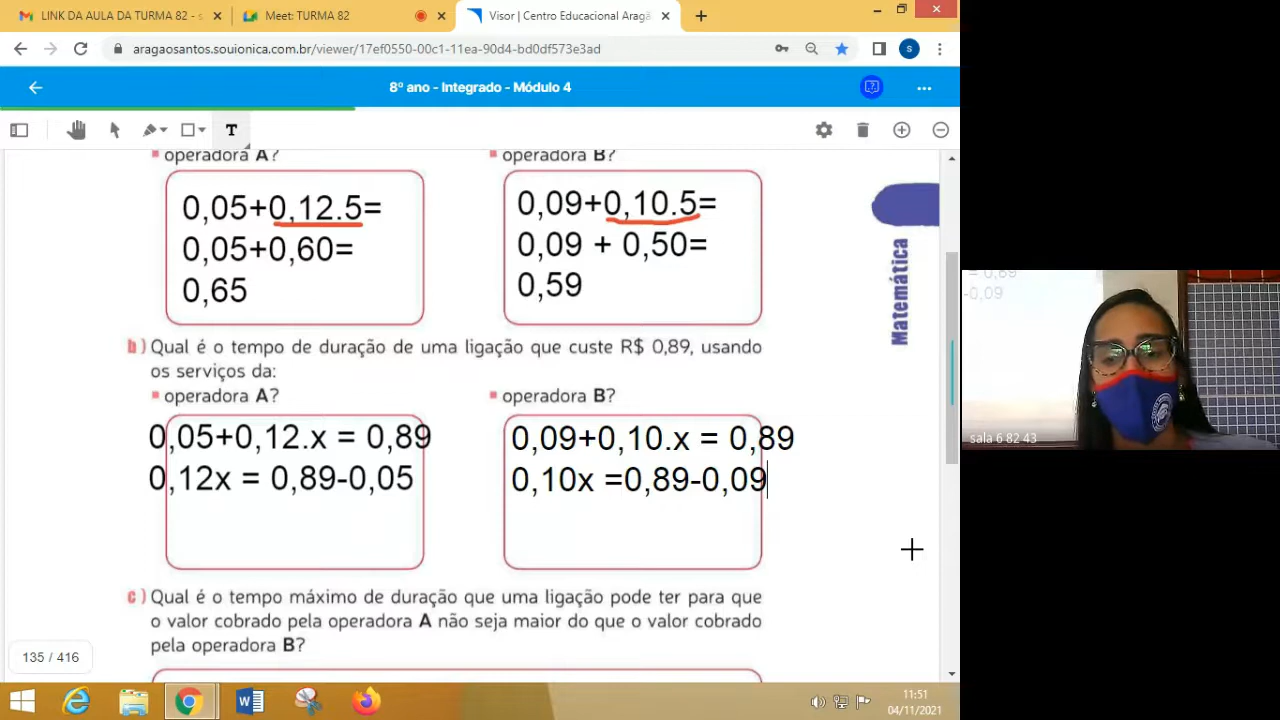 LINK DA AULA DA TURMA 82 - s
Meet: TURMA 82
Visor | Centro Educacional Aragã
aragaosantos.souionica.com.br/viewer/17ef0550-00c1-11ea-90d4-bd0df573e3ad
s
8º ano - Integrado - Módulo 4
T
operadora A?
operadora B?
0,05+0,12.5=
0,05+0,60=
0,65
0,09+0,10.5=
0,09 + 0,50=
0,59
Matemática
b) Qual é o tempo de duração de uma ligação que custe R$ 0,89, usando
os serviços da:
operadora A?
operadora B?
0,05+0,12.x = 0,89
0,12x = 0,89-0,05
0,09+0,10.x = 0,89
0,10x =0,89-0,09
c) Qual é o tempo máximo de duração que uma ligação pode ter para que
o valor cobrado pela operadora A não seja maior do que o valor cobrado
pela operadora B?
135 / 416
11:51
04/11/2021
= 0,89
-0,09
sala 6 82 43